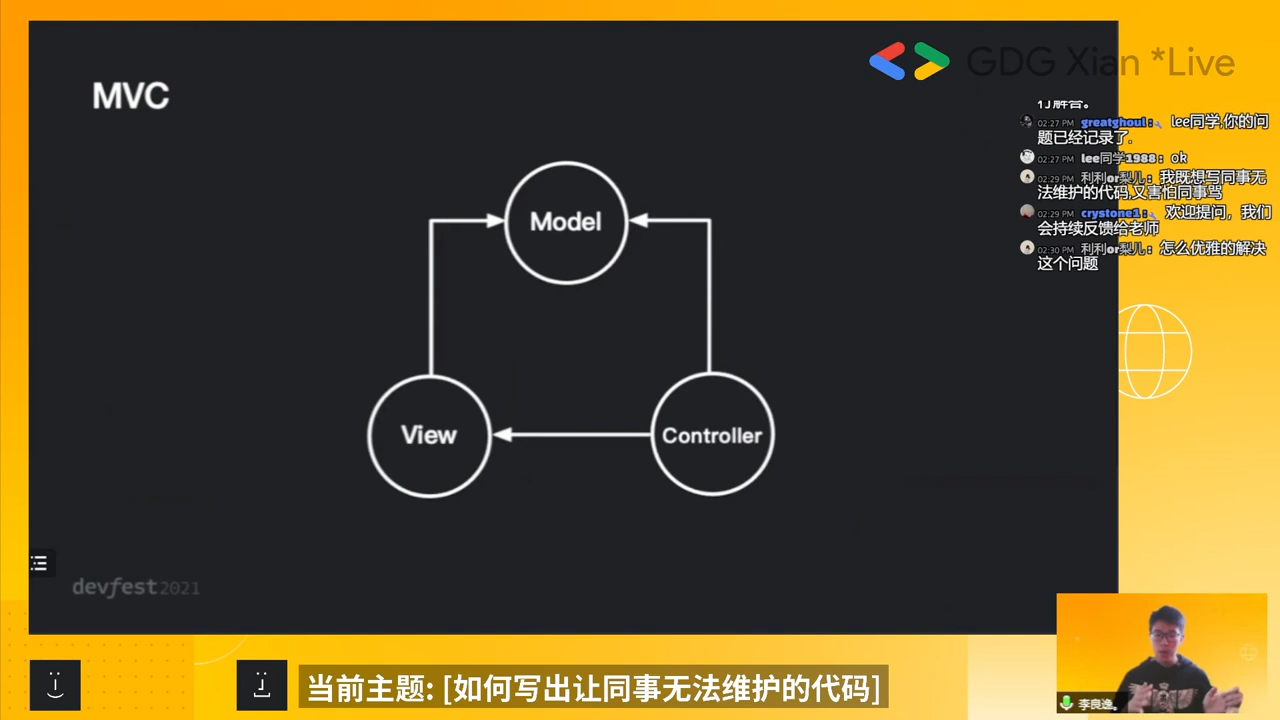 MVC
GDG Xian *Live
行解答。
02:27 PM greatghoul: lee同学,你的问
题已经记录了.
02:27 PM lee同学1988: ok
02:29 PM 利利or梨儿: 我既想写同事无
法维护的代码,又害怕同事骂
02:29 PM crystone1: 欢迎提问，我们
会持续反馈给老师
02:30 PM 利利or梨儿: 怎么优雅的解决
这个问题
Model
View
Controller
devfest2021
当前主题: [如何写出让同事无法维护的代码]
李良逸。